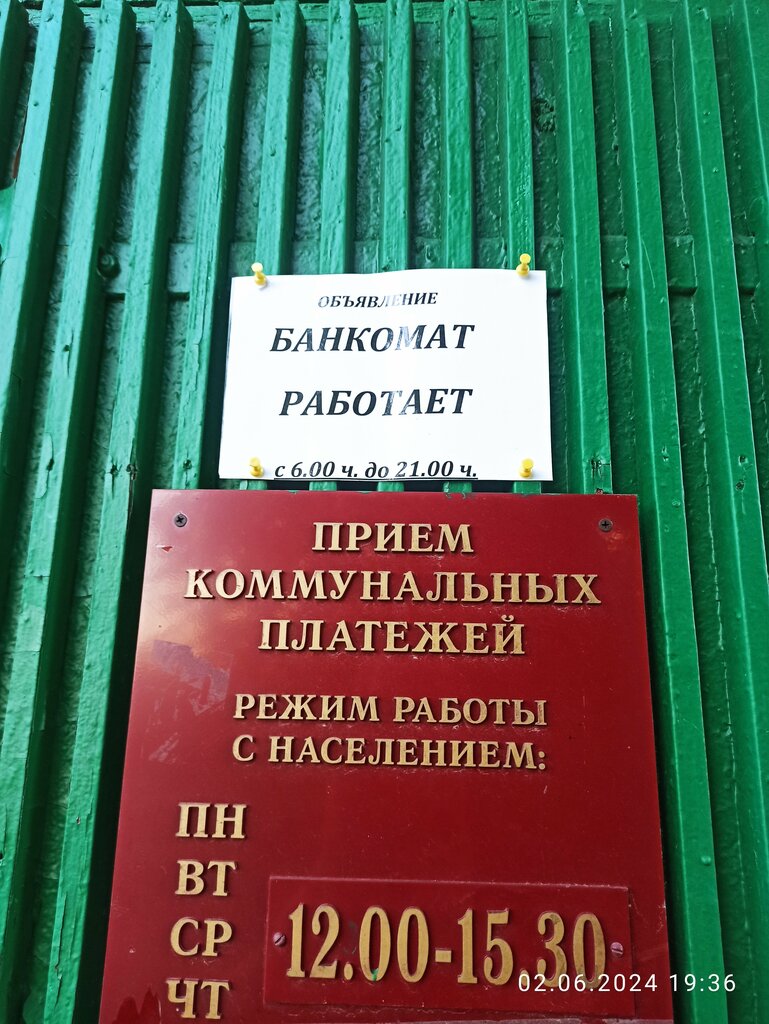 ОБЪЯВЛЕНИЕ
БАНКОМАТ
РАБОТАЕТ
с 6.00 ч. до 21.00 ч.
ПРИЕМ
КОММУНАЛЬНЫХ
ПЛАТЕЖЕЙ
РЕЖИМ РАБОТЫ
С НАСЕЛЕНИЕМ:
ПН
ВТ
СР
12.00-15.30
ЧТ
02.06.2024 19:36